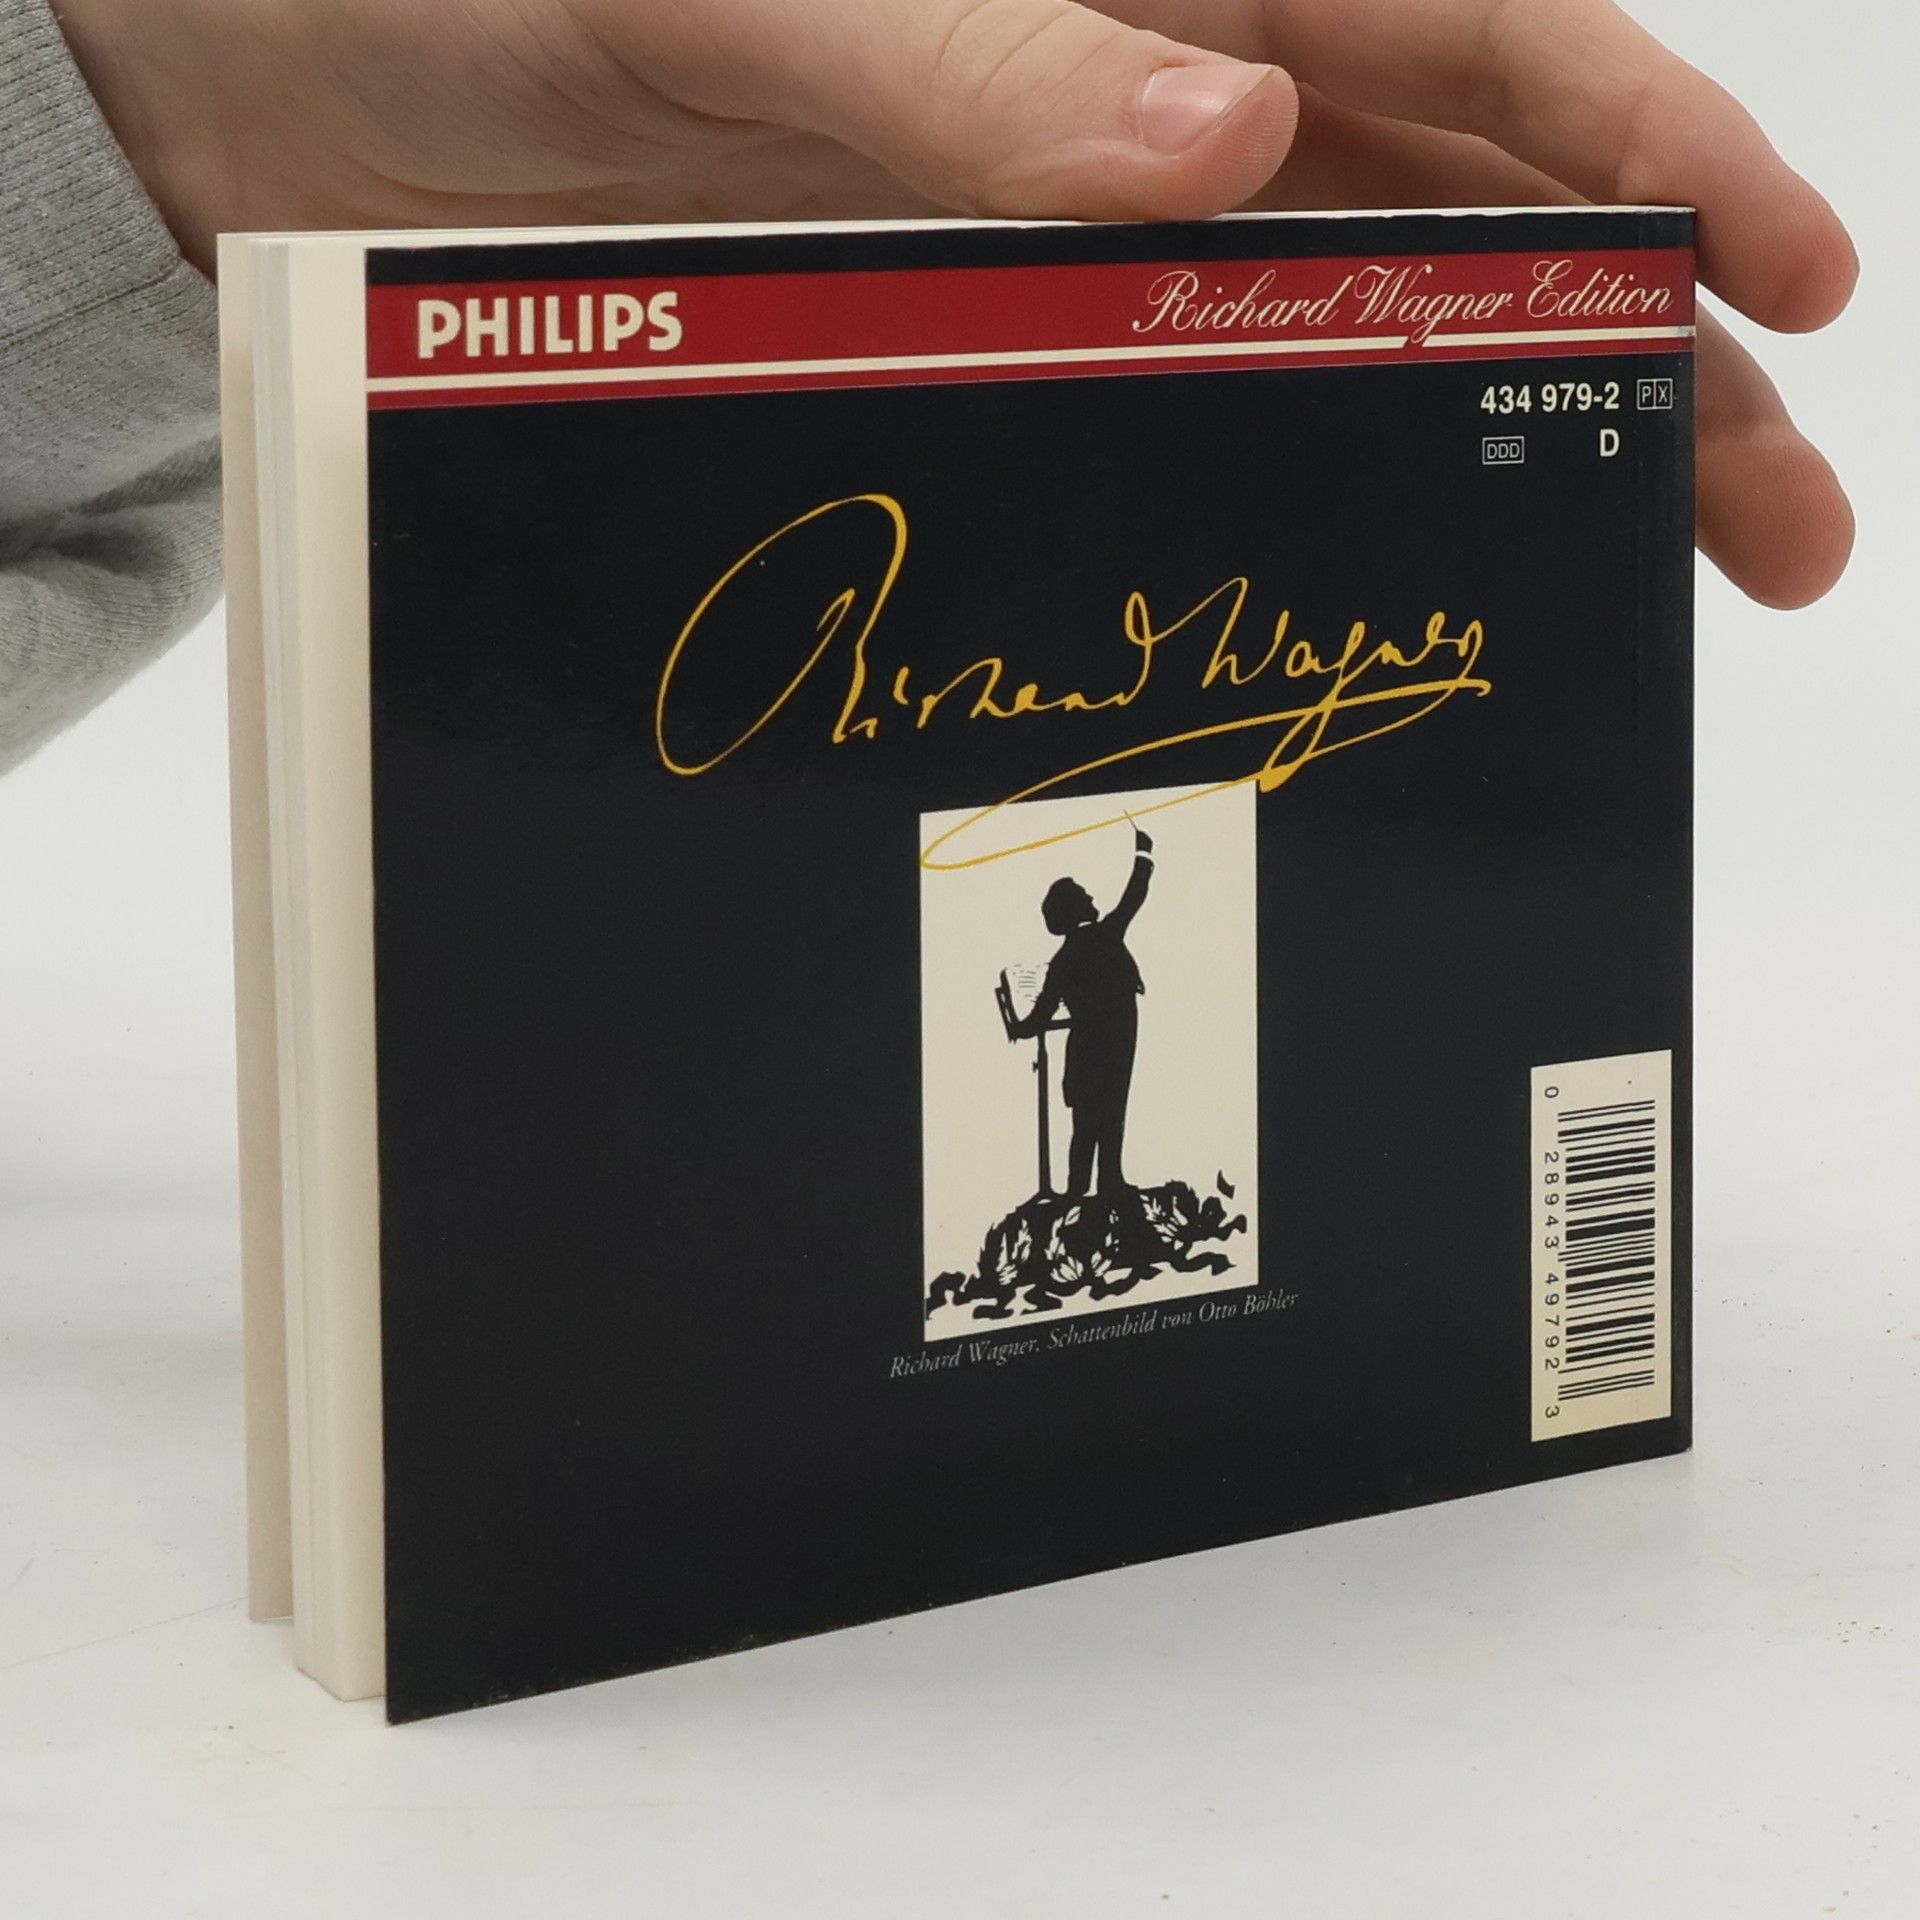 PHILIPS
Richard Wagner Edition
434 979-2 PX
DDD D
Richard Wagner
Richard Wagner. Schattenbild von Otto Böhler
0 28943 49792 3